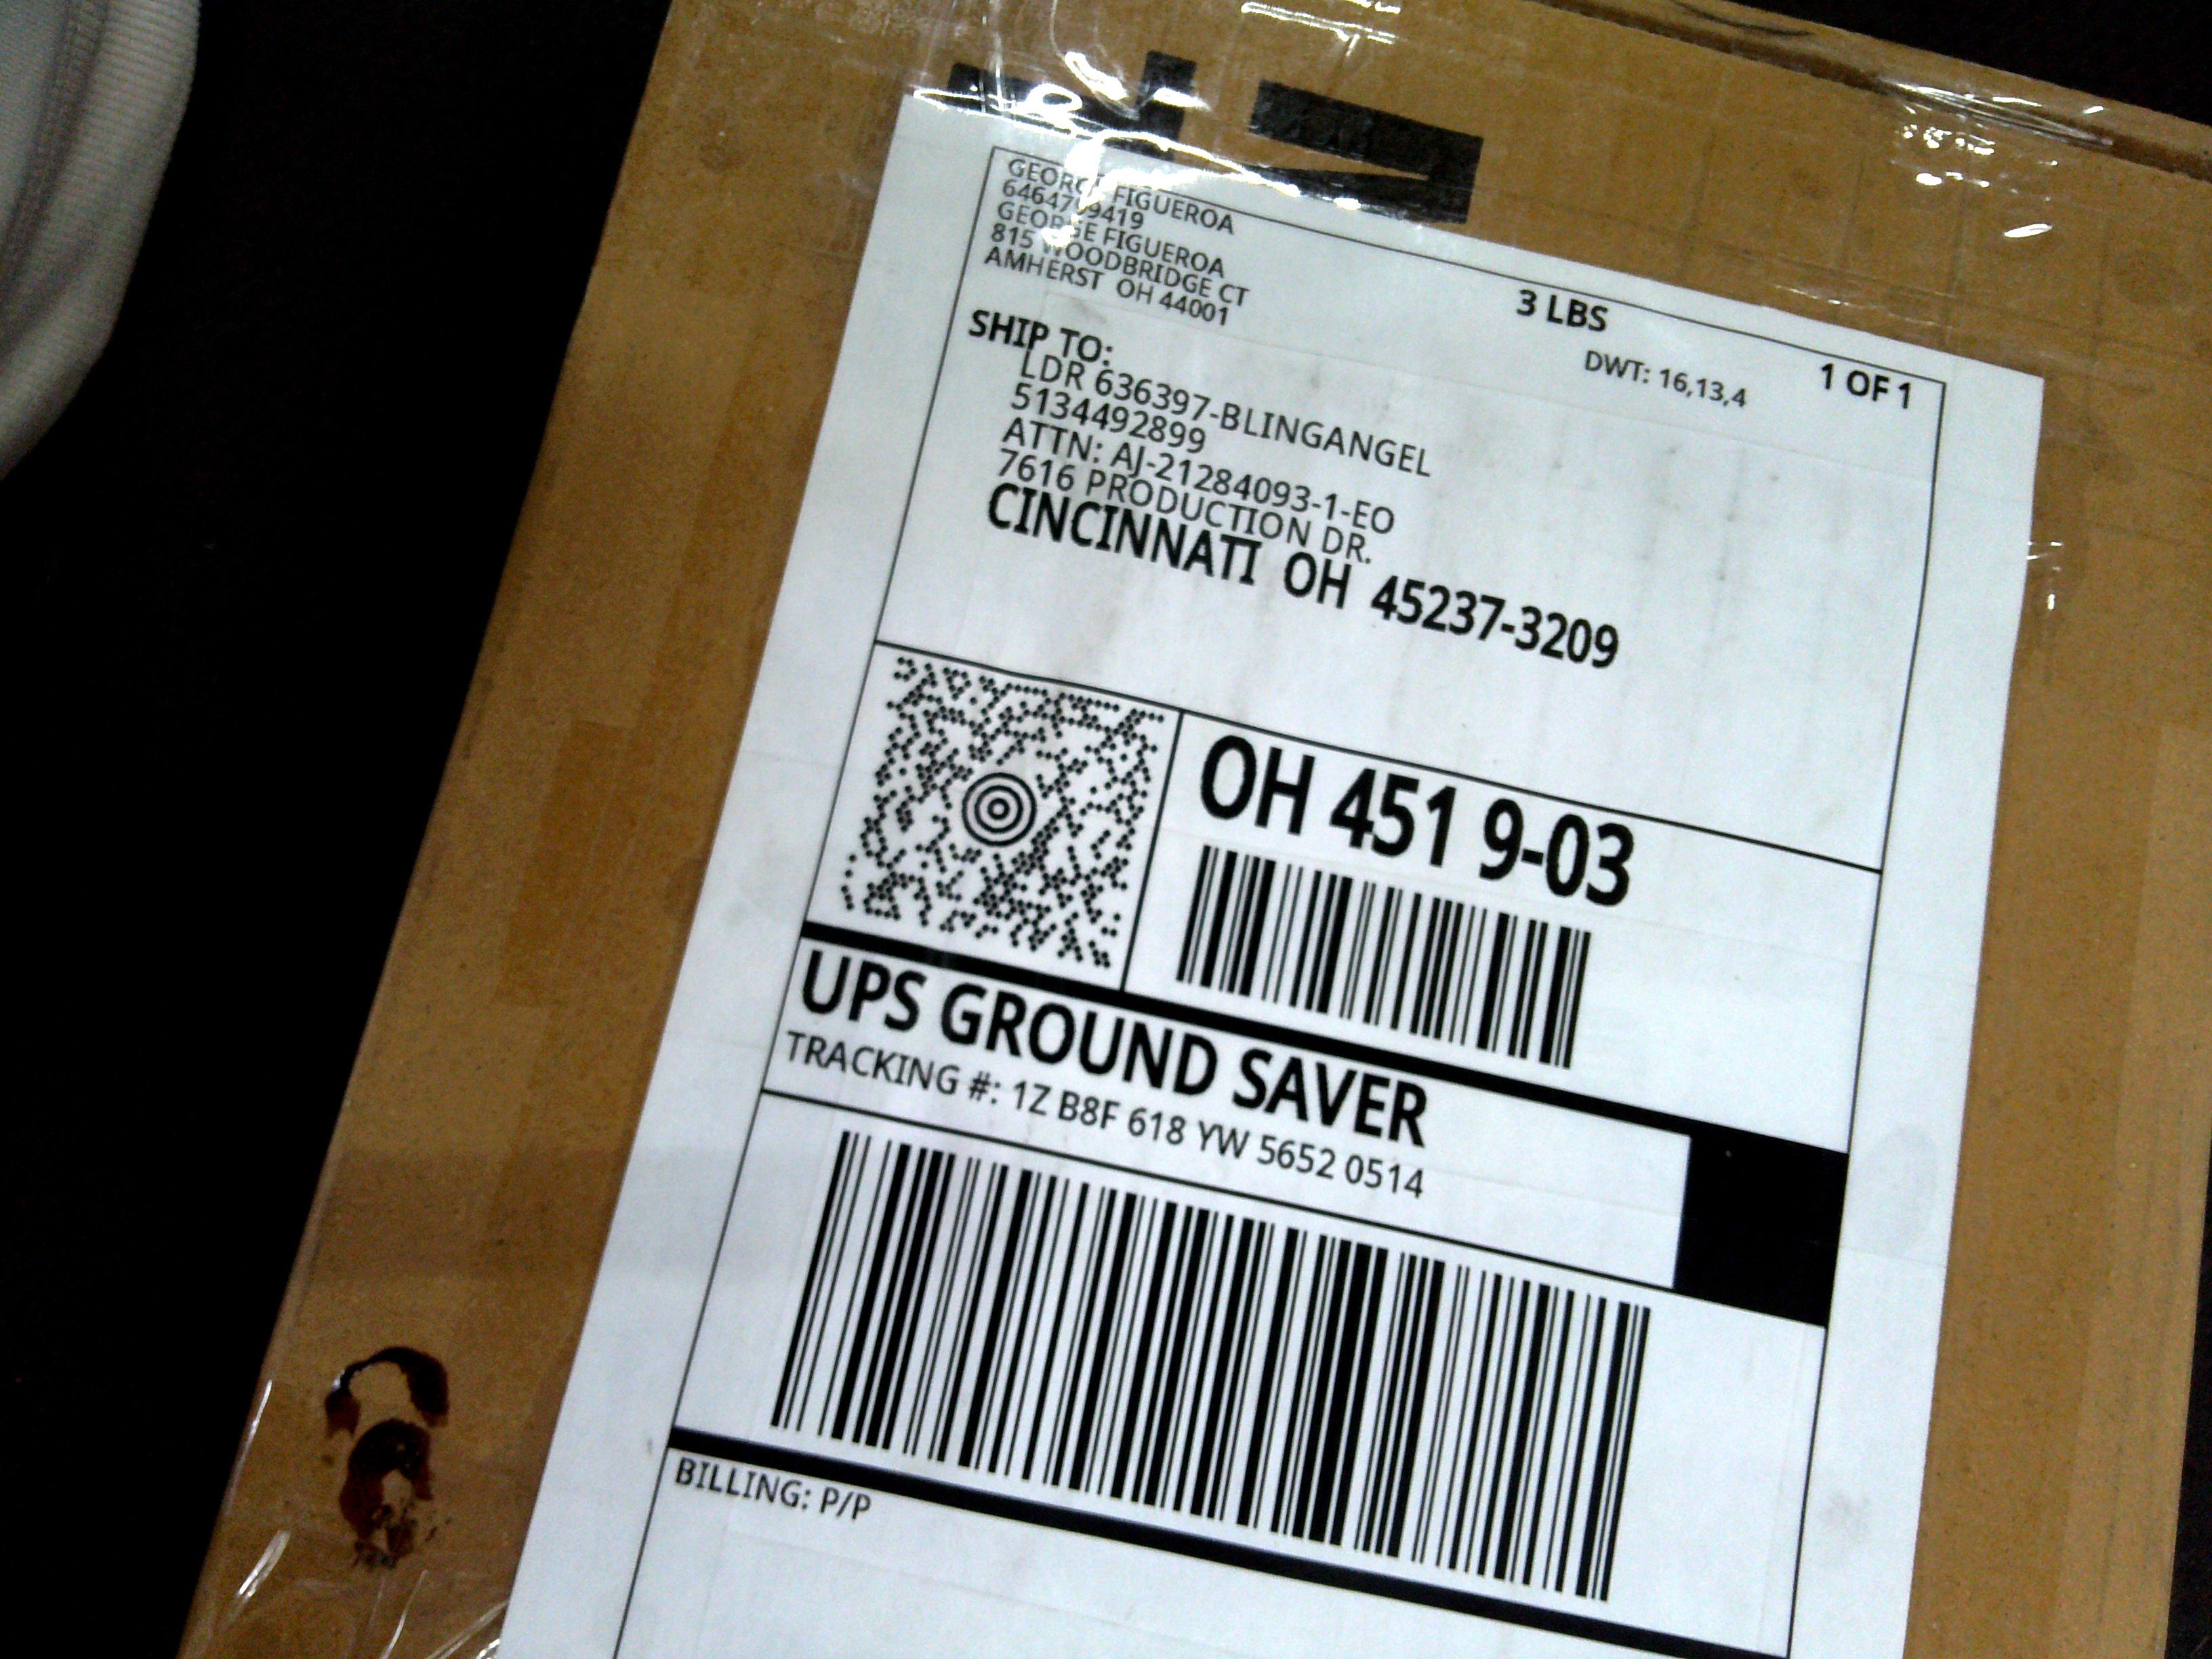 GEORGE FIGUEROA
GEORGE FIGUEROA
815 WOODBRIDGE CT
AMHERST OH 44001
3 LBS
1 OF 1
DWT: 16,13,4
SHIP TO:
LDR 636397-BLINGANGEL
5134492899
ATTN: AJ-21284093-1-EO
7616 PRODUCTION DR.
CINCINNATI OH 45237-3209
OH 451 9-03
UPS GROUND SAVER
TRACKING #: 1Z B8F 618 YW 5652 0514
BILLING: P/P